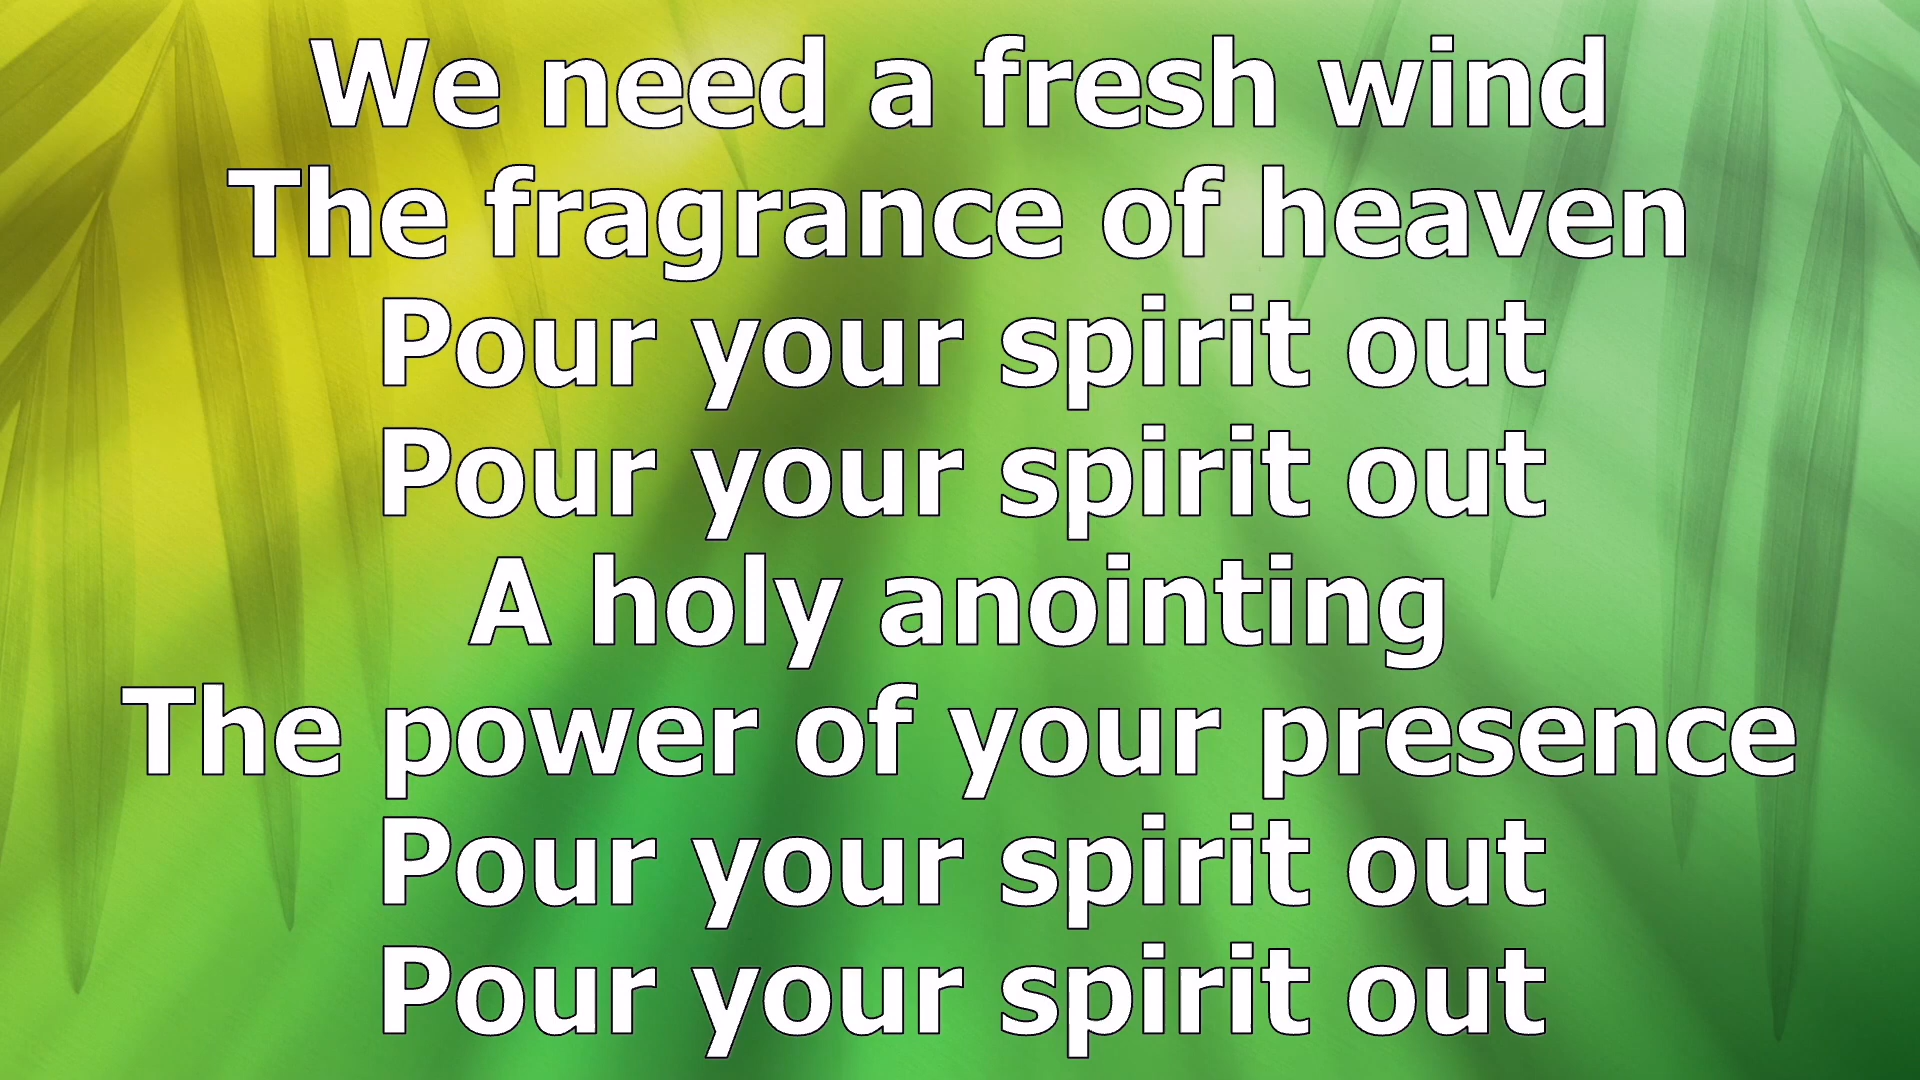 We need a fresh wind
The fragrance of heaven
Pour your spirit out
Pour your spirit out
A holy anointing
The power of your presence
Pour your spirit out
Pour your spirit out